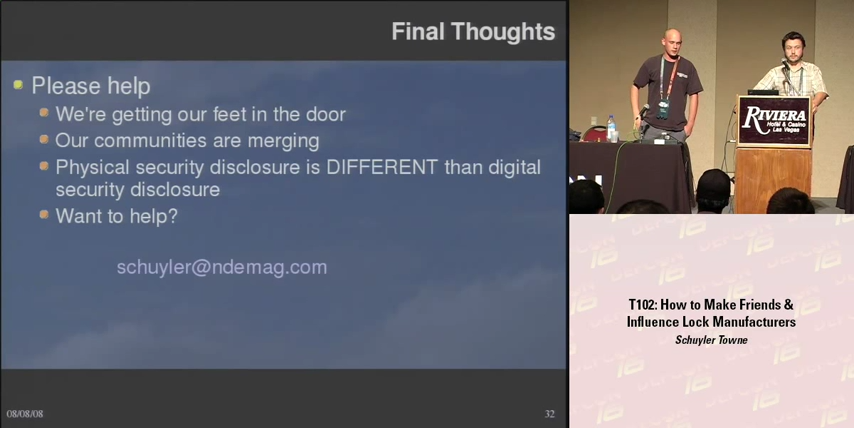 Final Thoughts
Please help
We're getting our feet in the door
Our communities are merging
Physical security disclosure is DIFFERENT than digital
security disclosure
Want to help?
schuyler@ndemag.com
08/08/08
32
RIVIERA
Hotel & Casino
Las Vegas
T102: How to Make Friends &
Influence Lock Manufacturers
Schuyler Towne